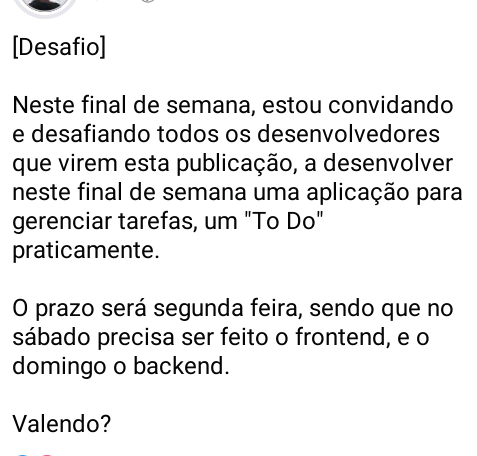 [Desafio]
Neste final de semana, estou convidando
e desafiando todos os desenvolvedores
que virem esta publicação, a desenvolver
neste final de semana uma aplicação para
gerenciar tarefas, um "To Do"
praticamente.
O prazo será segunda feira, sendo que no
sábado precisa ser feito o frontend, e o
domingo o backend.
Valendo?